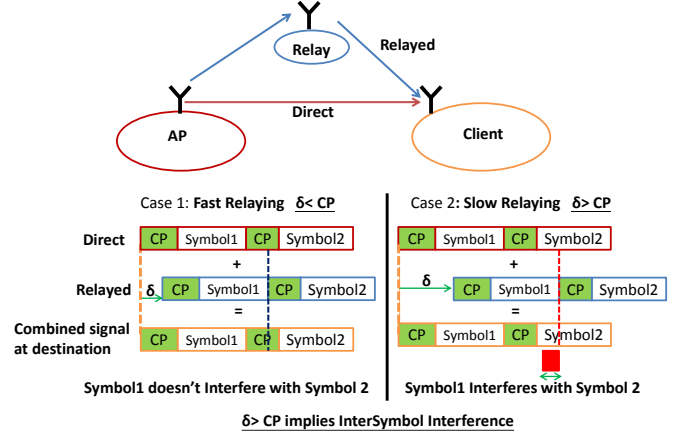 Relay
Relayed
Direct
AP
Client
Case 1: Fast Relaying δ< CP
Case 2: Slow Relaying δ> CP
Direct
CP Symbol1 CP Symbol2
CP Symbol1 CP Symbol2
+
+
Relayed
δ
CP Symbol1 CP Symbol2
δ
CP Symbol1 CP Symbol2
=
=
Combined signal
at destination
CP Symbol1 CP Symbol2
CP Symbol1 CP Symbol2
Symbol1 doesn't Interfere with Symbol 2
Symbol1 Interferes with Symbol 2
δ> CP implies InterSymbol Interference